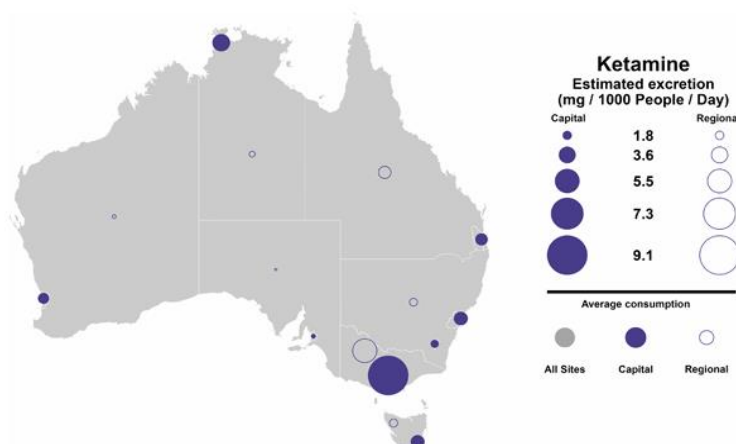 Ketamine
Estimated excretion
(mg / 1000 People / Day)
Capital Regional
1.8
3.6
5.5
7.3
9.1
Average consumption
All Sites Capital Regional